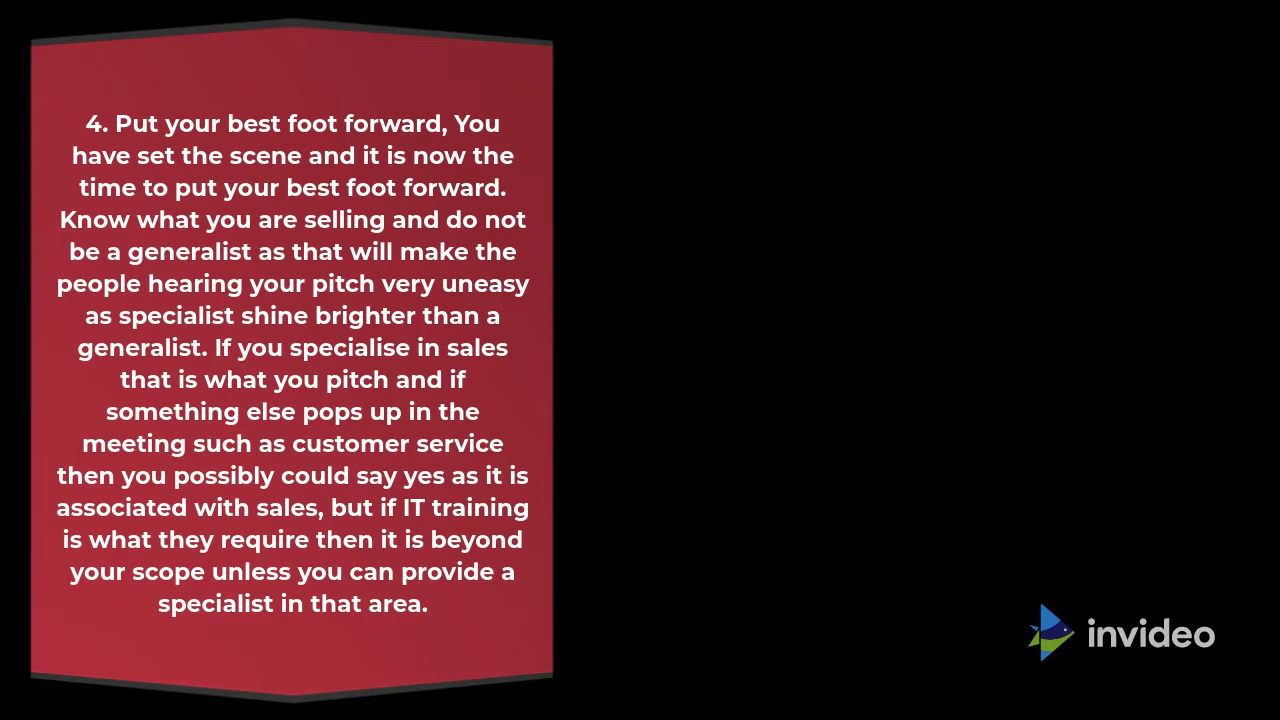 4. Put your best foot forward, You
have set the scene and it is now the
time to put your best foot forward.
Know what you are selling and do not
be a generalist as that will make the
people hearing your pitch very uneasy
as specialist shine brighter than a
generalist. If you specialise in sales
that is what you pitch and if
something else pops up in the
meeting such as customer service
then you possibly could say yes as it is
associated with sales, but if IT training
is what they require then it is beyond
your scope unless you can provide a
specialist in that area.
invideo